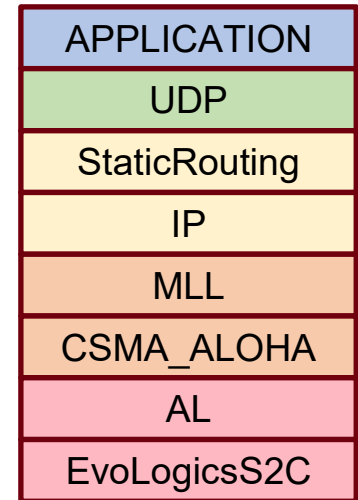 APPLICATION
UDP
StaticRouting
IP
MLL
CSMA_ALOHA
AL
EvoLogicsS2C